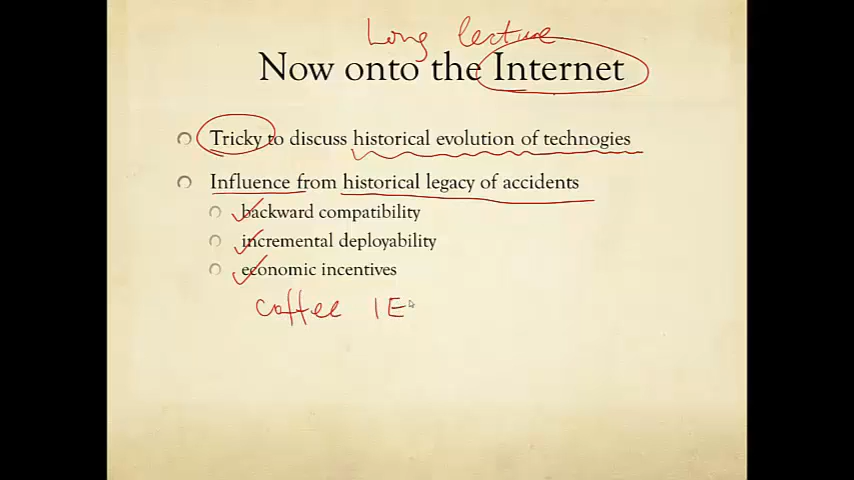 Long lecture
Now onto the Internet
Tricky to discuss historical evolution of technogies
Influence from historical legacy of accidents
backward compatibility
incremental deployability
economic incentives
coffee IE